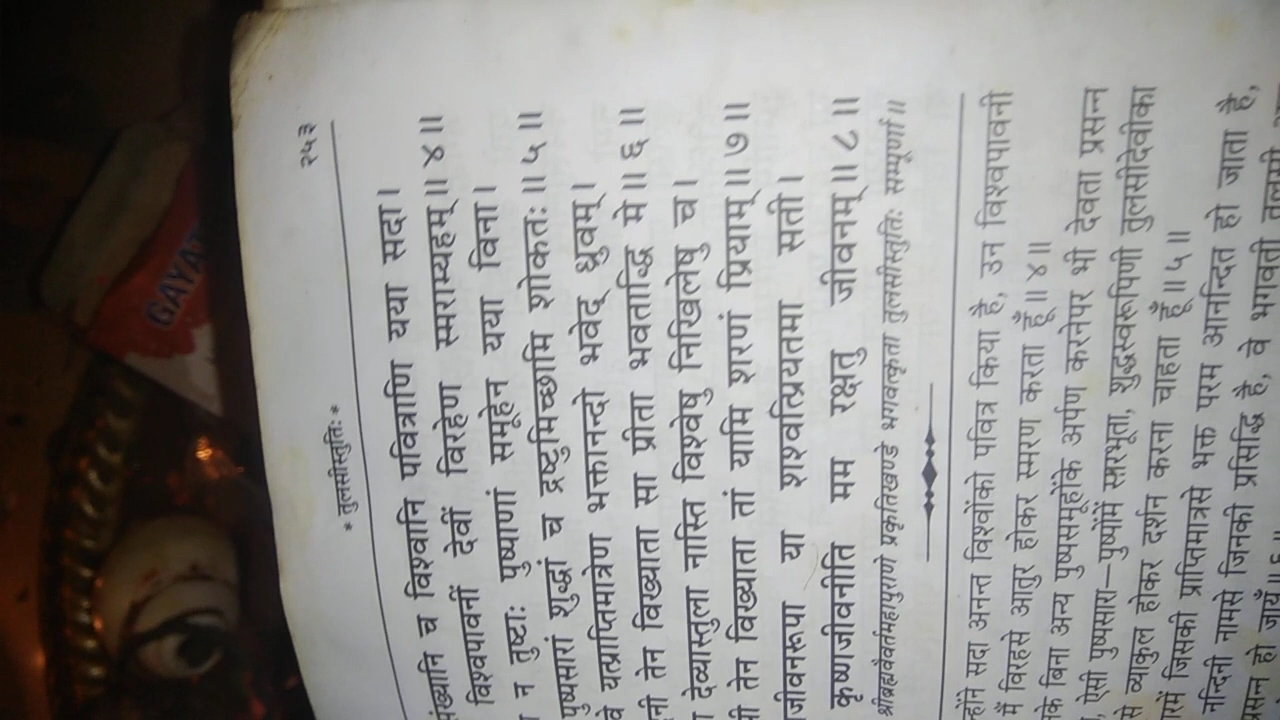 * तुलसीस्तुतिः *
२५३
च विश्वानि पवित्राणि यया सदा।
विश्वपावनीं देवीं विरहेण स्मराम्यहम्॥ ४॥
न तुष्टाः पुष्पाणां समूहेन यया विना।
पुष्पसारां शुद्धां च द्रष्टुमिच्छामि शोकतः॥ ५॥
यत्प्राप्तिमात्रेण भक्तानन्दो भवेद् ध्रुवम्।
तेन विख्याता सा प्रीता भवताद्धि मे॥ ६॥
देव्यास्तुला नास्ति विश्वेषु निखिलेषु च।
तेन विख्याता तां यामि शरणं प्रियाम्॥ ७॥
या शश्वत्प्रियतमा सती।
कृष्णजीवनीति मम रक्षतु जीवनम्॥ ८॥
श्रीब्रह्मवैवर्तमहापुराणे प्रकृतिखण्डे भगवत्कृता तुलसीस्तुतिः सम्पूर्णा॥
सदा अनन्त विश्वोंको पवित्र किया है, उन विश्वपावनी
मैं विरहसे आतुर होकर स्मरण करता हूँ॥ ४॥
बिना अन्य पुष्पसमूहोंके अर्पण करनेपर भी देवता प्रसन्न
ऐसी पुष्पसारा—पुष्पोंमें सारभूता, शुद्धस्वरूपिणी तुलसीदेवीका
व्याकुल होकर दर्शन करना चाहता हूँ॥ ५॥
जिसकी प्राप्तिमात्रसे भक्त परम आनन्दित हो जाता है,
नन्दिनी नामसे जिनकी प्रसिद्धि है, वे भगवती तुलसी
हो जायँ॥ ६॥